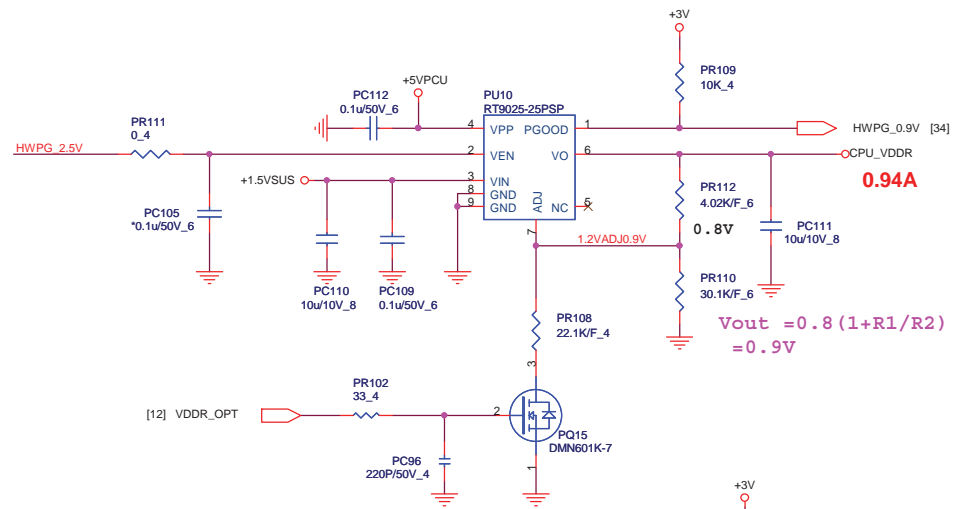 +3V
PR109
10K_4
+5VPCU
PC112
0.1u/50V_6
PU10
RT9025-25PSP
PR111
0_4
4 VPP PGOOD 1
HWPG_0.9V [34]
HWPG_2.5V
2 VEN VO 6
CPU_VDDR
0.94A
+1.5VSUS
3 VIN
8 GND
9 GND ADJ NC 5
7
PR112
4.02K/F_6
0.8V
PC105
*0.1u/50V_6
PC111
10u/10V_8
1.2VADJ0.9V
PC110
10u/10V_8
PC109
0.1u/50V_6
PR110
30.1K/F_6
PR108
22.1K/F_4
Vout =0.8(1+R1/R2)
=0.9V
3
PR102
33_4
[12] VDDR_OPT
2
PQ15
DMN601K-7
PC96
220P/50V_4
1
+3V